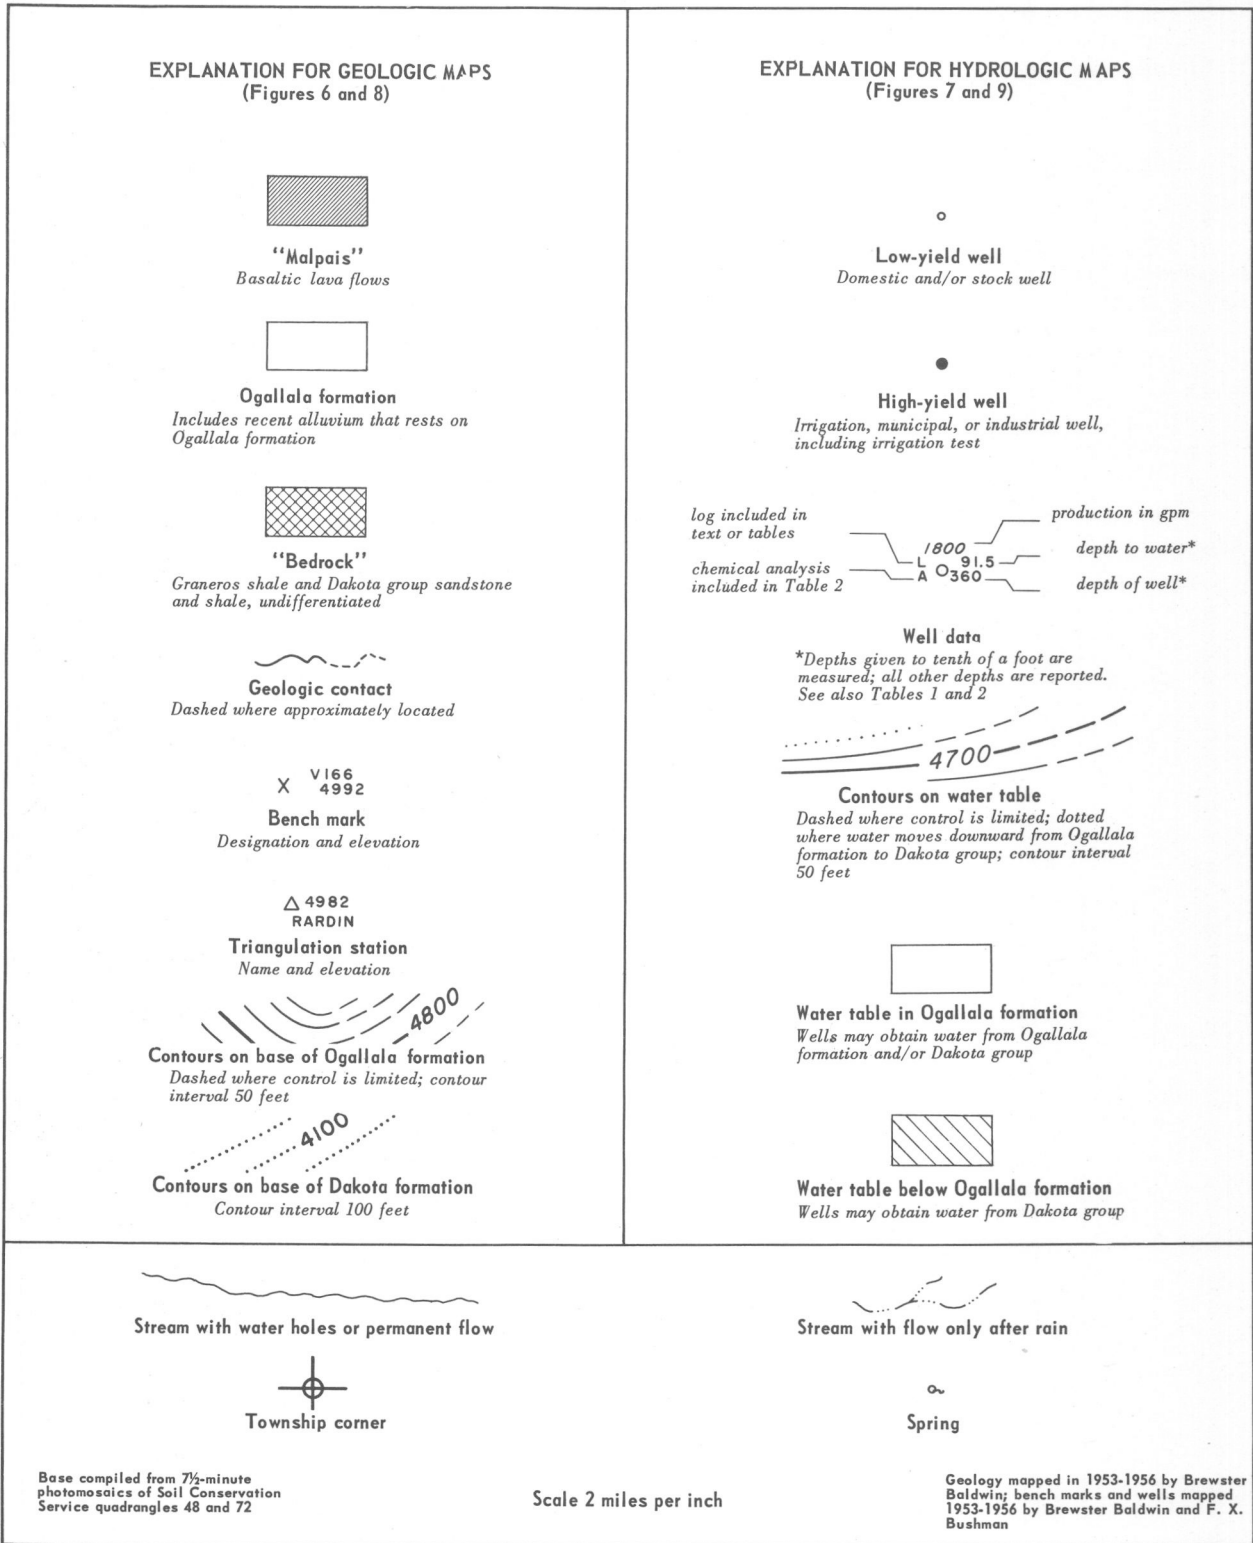 EXPLANATION FOR GEOLOGIC MAPS
(Figures 6 and 8)
"Malpais"
Basaltic lava flows
Ogallala formation
Includes recent alluvium that rests on
Ogallala formation
"Bedrock"
Graneros shale and Dakota group sandstone
and shale, undifferentiated
Geologic contact
Dashed where approximately located
X V166
4992
Bench mark
Designation and elevation
4982
RARDIN
Triangulation station
Name and elevation
4800
Contours on base of Ogallala formation
Dashed where control is limited; contour
interval 50 feet
4100
Contours on base of Dakota formation
Contour interval 100 feet
EXPLANATION FOR HYDROLOGIC MAPS
(Figures 7 and 9)
Low-yield well
Domestic and/or stock well
High-yield well
Irrigation, municipal, or industrial well,
including irrigation test
log included in
text or tables
chemical analysis
included in Table 2
1800
L 91.5
A 360
production in gpm
depth to water*
depth of well*
Well data
*Depths given to tenth of a foot are
measured; all other depths are reported.
See also Tables 1 and 2
4700
Contours on water table
Dashed where control is limited; dotted
where water moves downward from Ogallala
formation to Dakota group; contour interval
50 feet
Water table in Ogallala formation
Wells may obtain water from Ogallala
formation and/or Dakota group
Water table below Ogallala formation
Wells may obtain water from Dakota group
Stream with water holes or permanent flow
Stream with flow only after rain
Township corner
Spring
Base compiled from 7½-minute
photomosaics of Soil Conservation
Service quadrangles 48 and 72
Scale 2 miles per inch
Geology mapped in 1953-1956 by Brewster
Baldwin; bench marks and wells mapped
1953-1956 by Brewster Baldwin and F. X.
Bushman